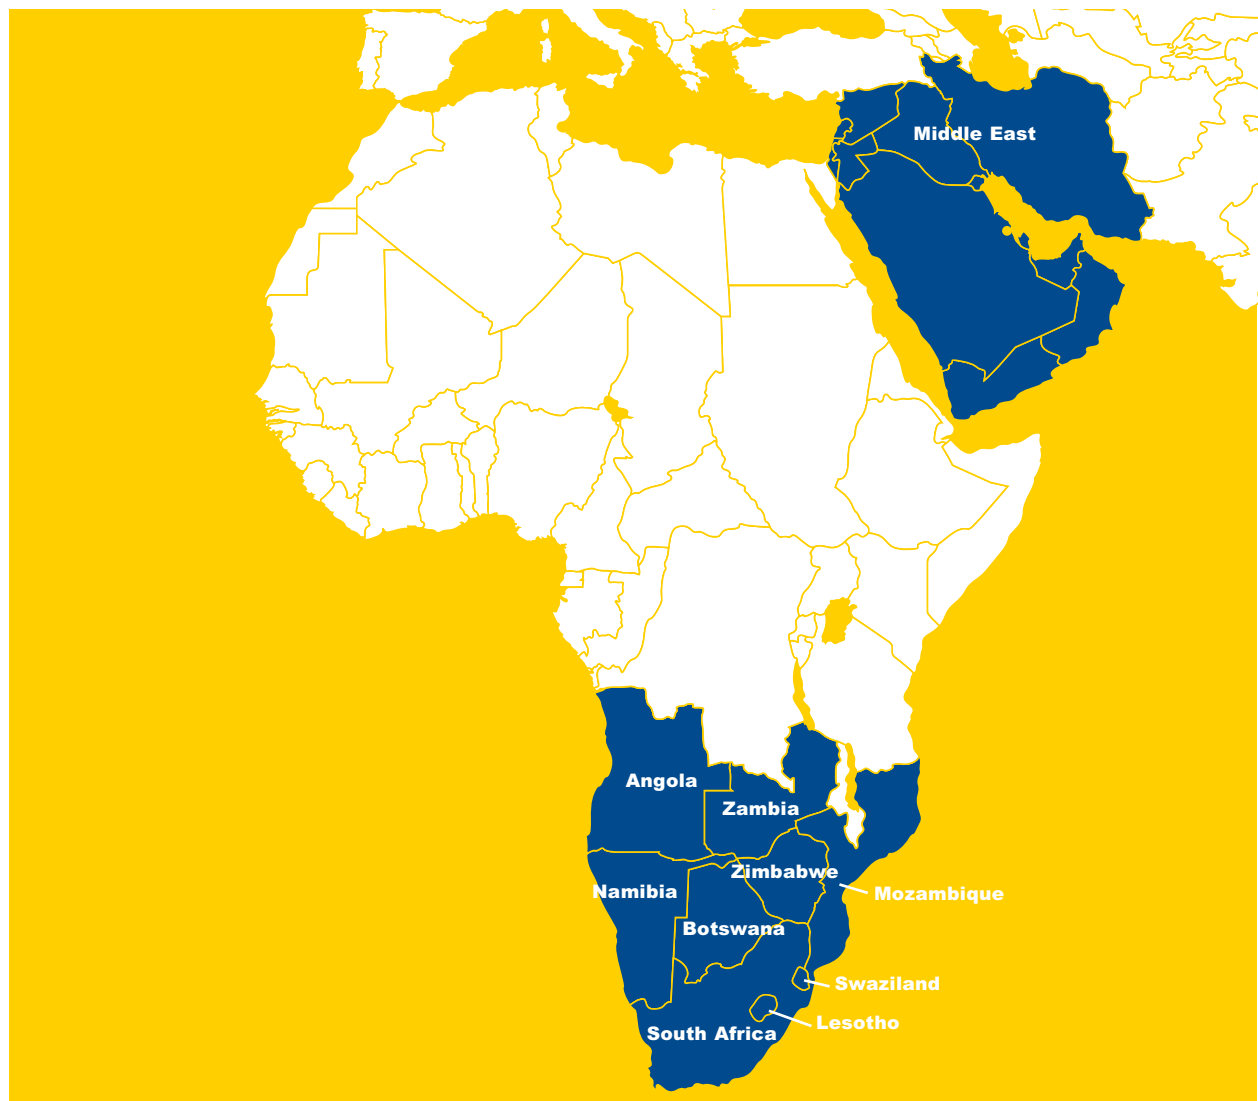 Middle East
Angola
Zambia
Zimbabwe
Namibia
Mozambique
Botswana
Swaziland
Lesotho
South Africa